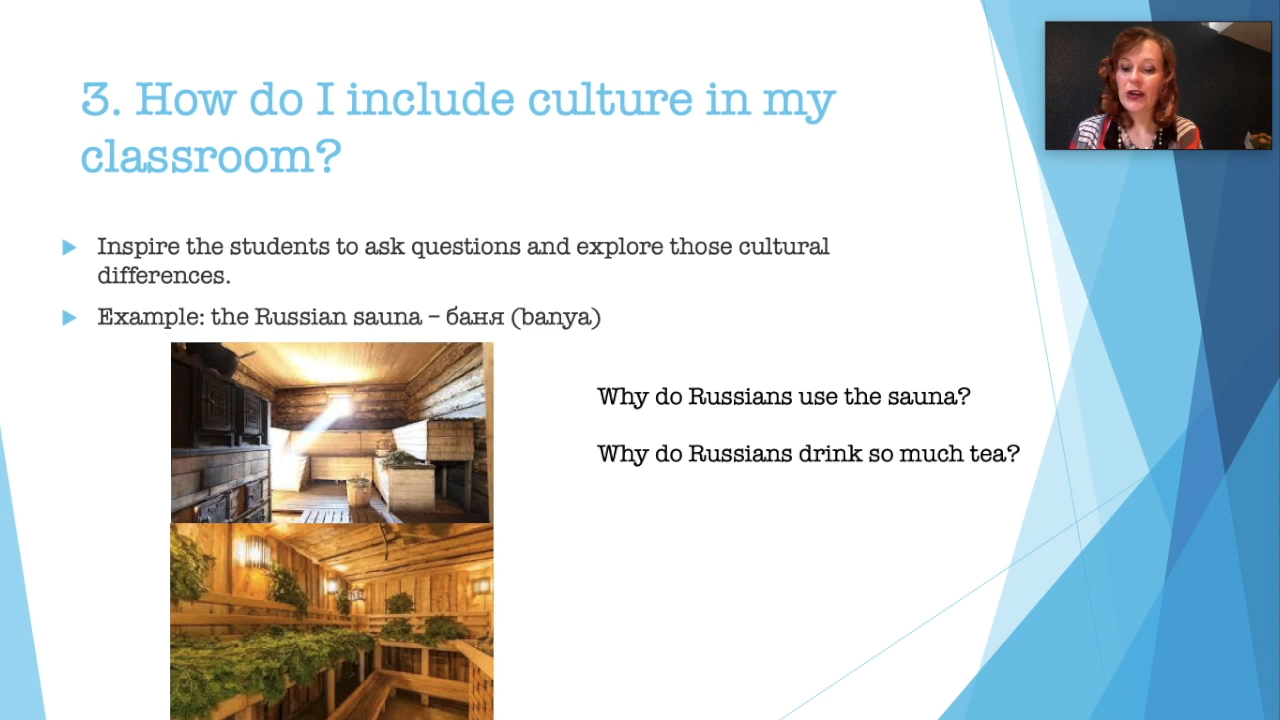 3. How do I include culture in my
classroom?
Inspire the students to ask questions and explore those cultural
differences.
Example: the Russian sauna – баня (banya)
Why do Russians use the sauna?
Why do Russians drink so much tea?